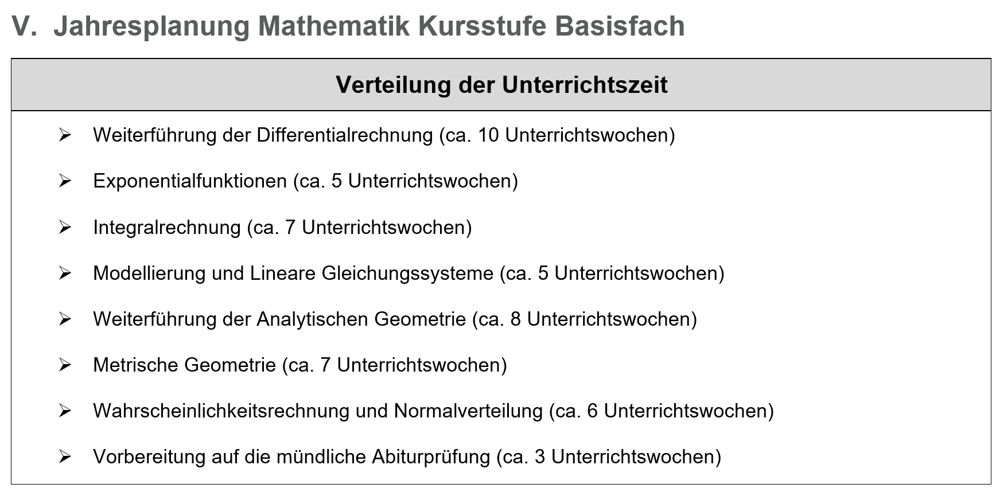 V. Jahresplanung Mathematik Kursstufe Basisfach
Verteilung der Unterrichtszeit
➢ Weiterführung der Differentialrechnung (ca. 10 Unterrichtswochen)
➢ Exponentialfunktionen (ca. 5 Unterrichtswochen)
➢ Integralrechnung (ca. 7 Unterrichtswochen)
➢ Modellierung und Lineare Gleichungssysteme (ca. 5 Unterrichtswochen)
➢ Weiterführung der Analytischen Geometrie (ca. 8 Unterrichtswochen)
➢ Metrische Geometrie (ca. 7 Unterrichtswochen)
➢ Wahrscheinlichkeitsrechnung und Normalverteilung (ca. 6 Unterrichtswochen)
➢ Vorbereitung auf die mündliche Abiturprüfung (ca. 3 Unterrichtswochen)